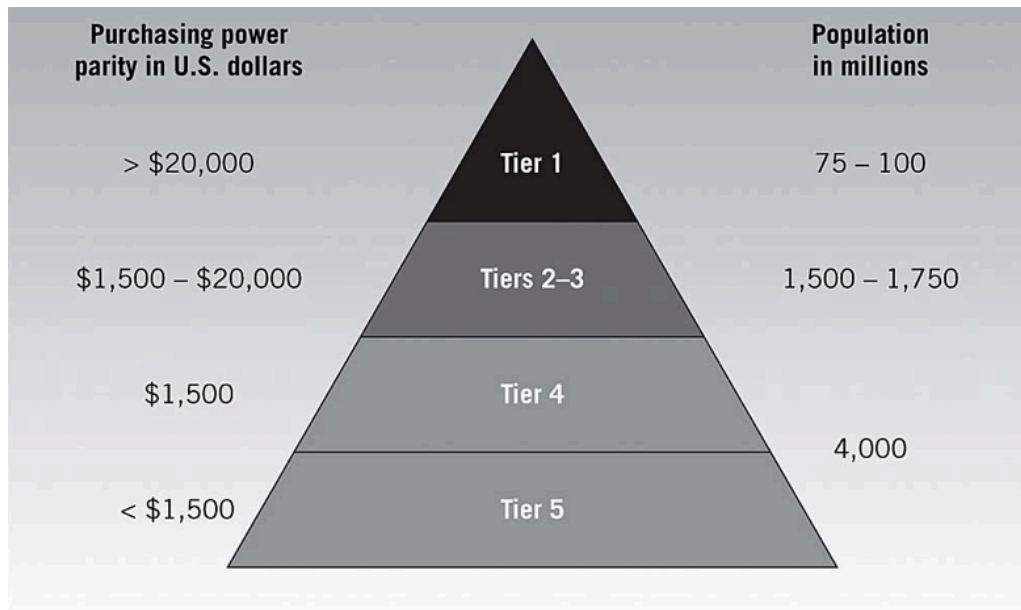 Purchasing power
parity in U.S. dollars
Population
in millions
> $20,000
Tier 1
75 – 100
$1,500 – $20,000
Tiers 2–3
1,500 – 1,750
$1,500
Tier 4
4,000
< $1,500
Tier 5